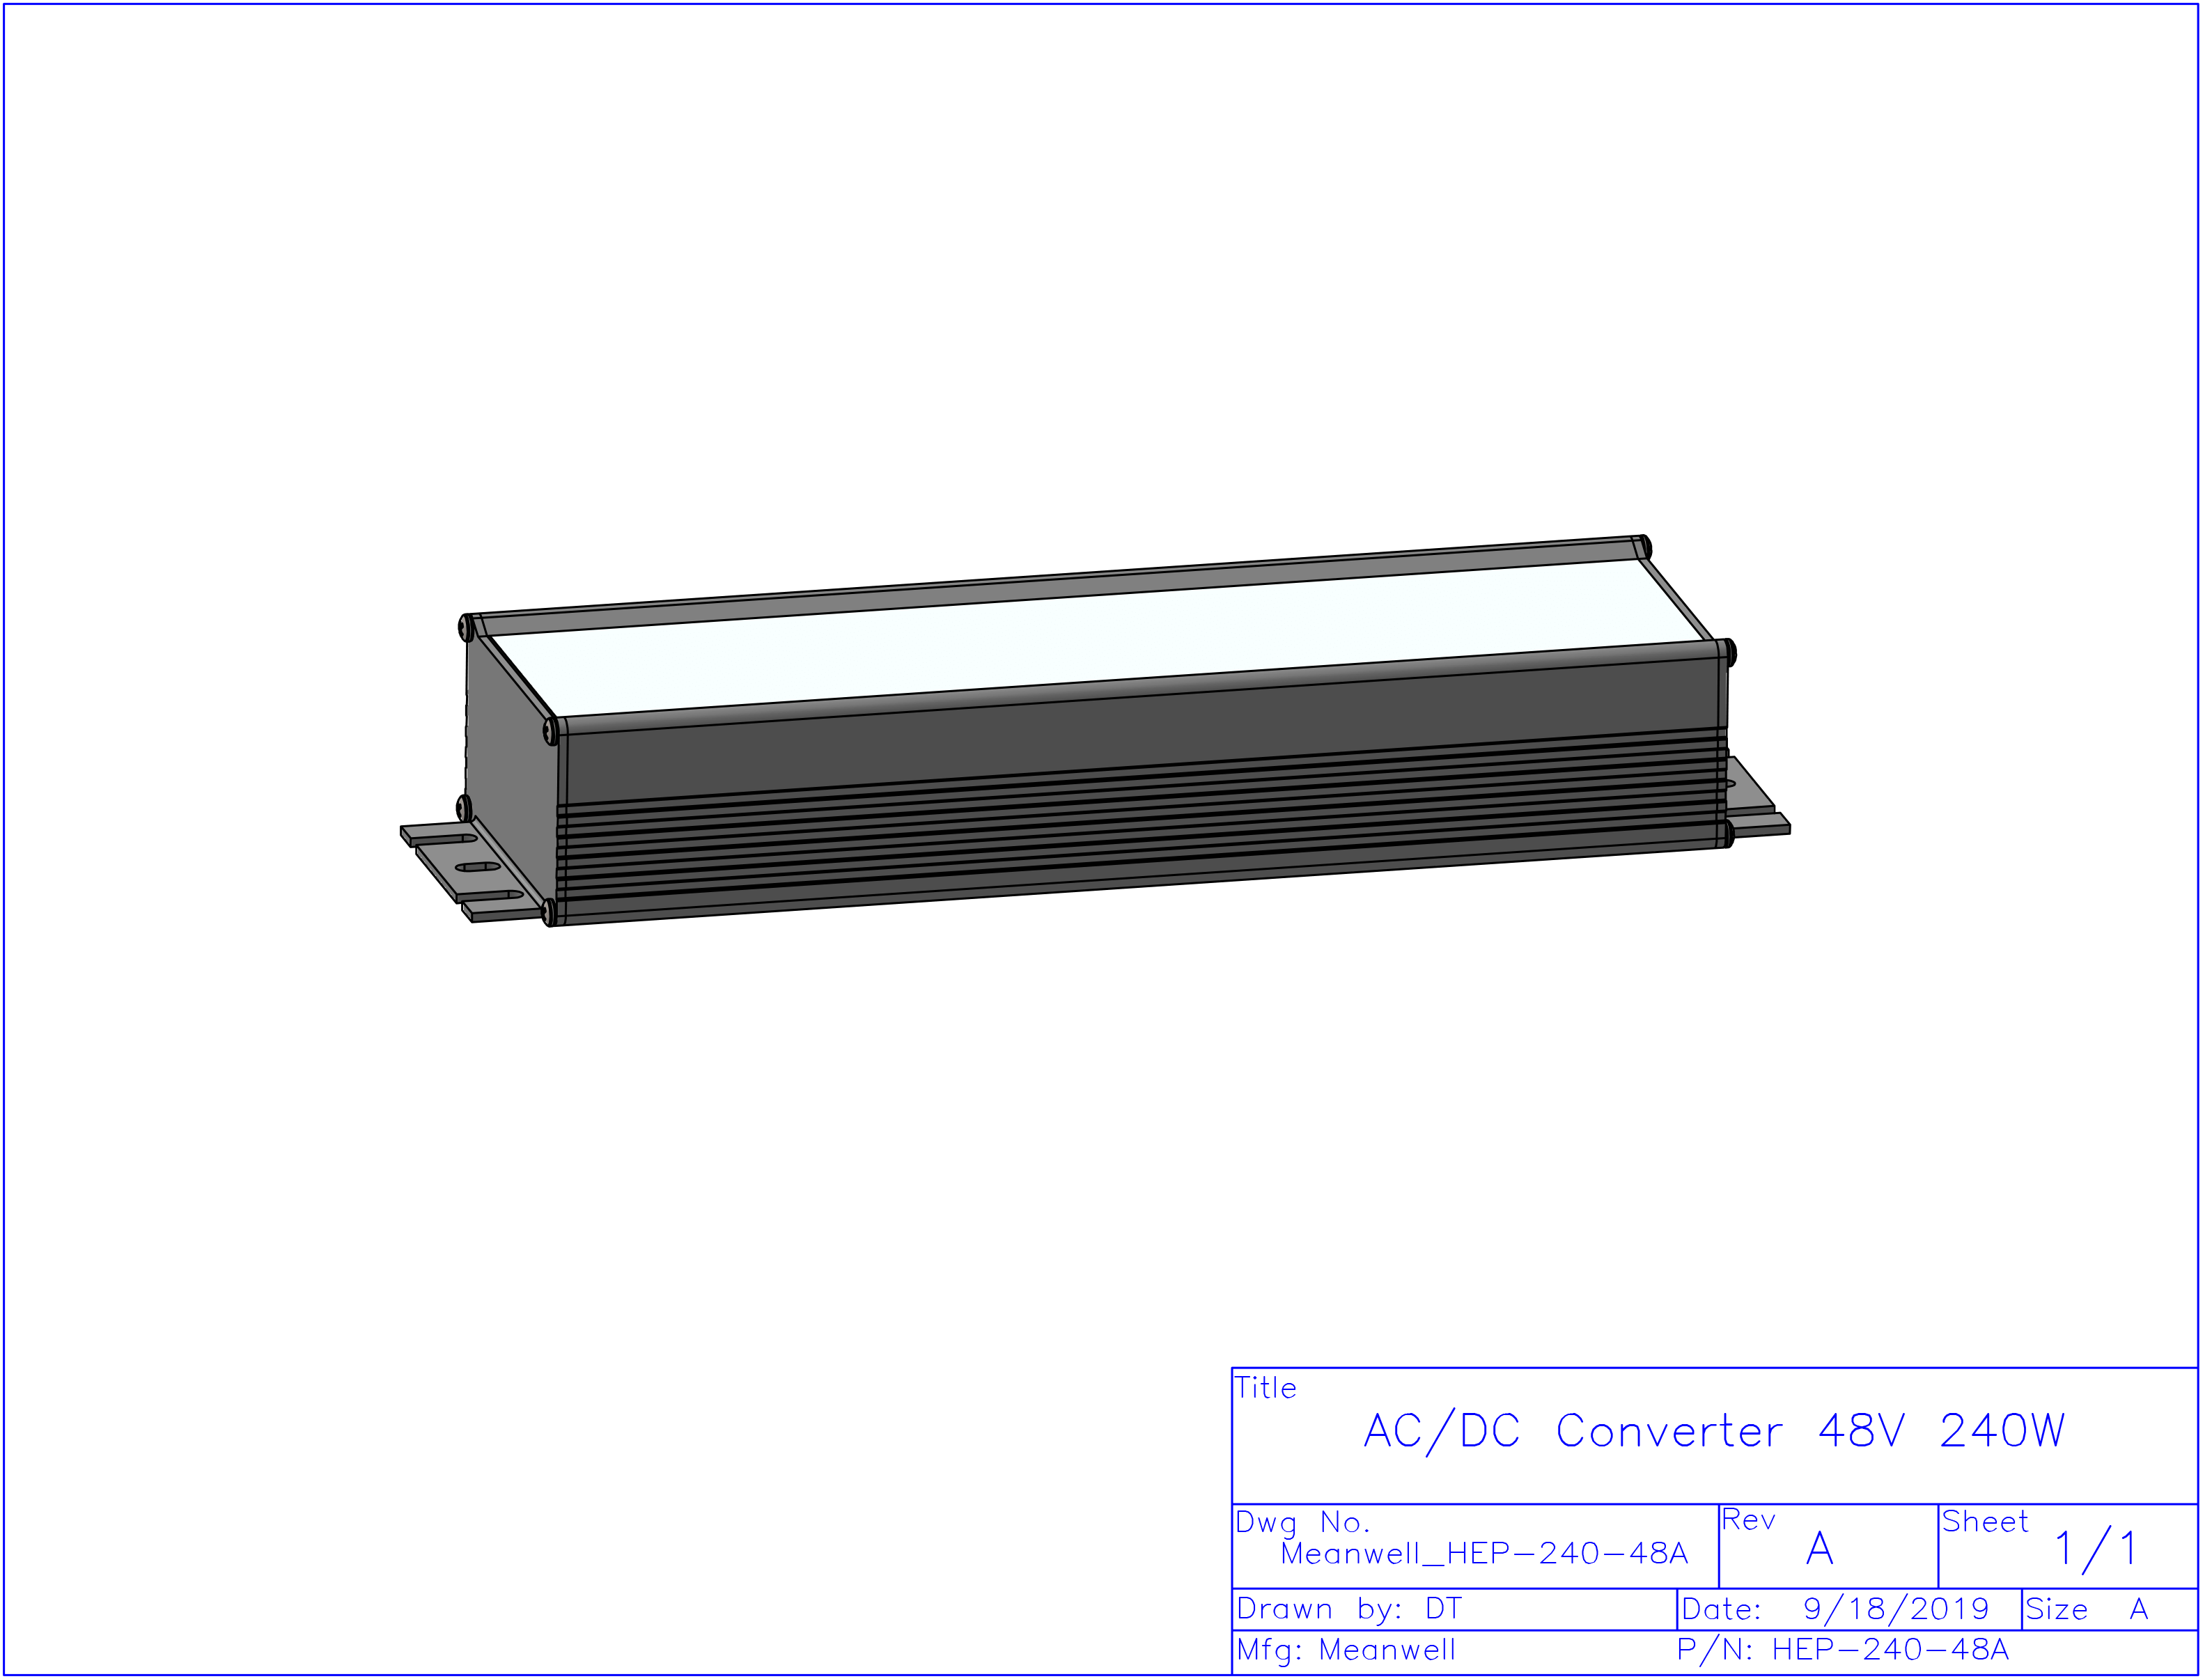 Title
AC/DC Converter 48V 240W
Dwg No.
Meanwell_HEP-240-48A
Rev
A
Sheet
1/1
Drawn by: DT
Date: 9/18/2019
Size A
Mfg: Meanwell
P/N: HEP-240-48A